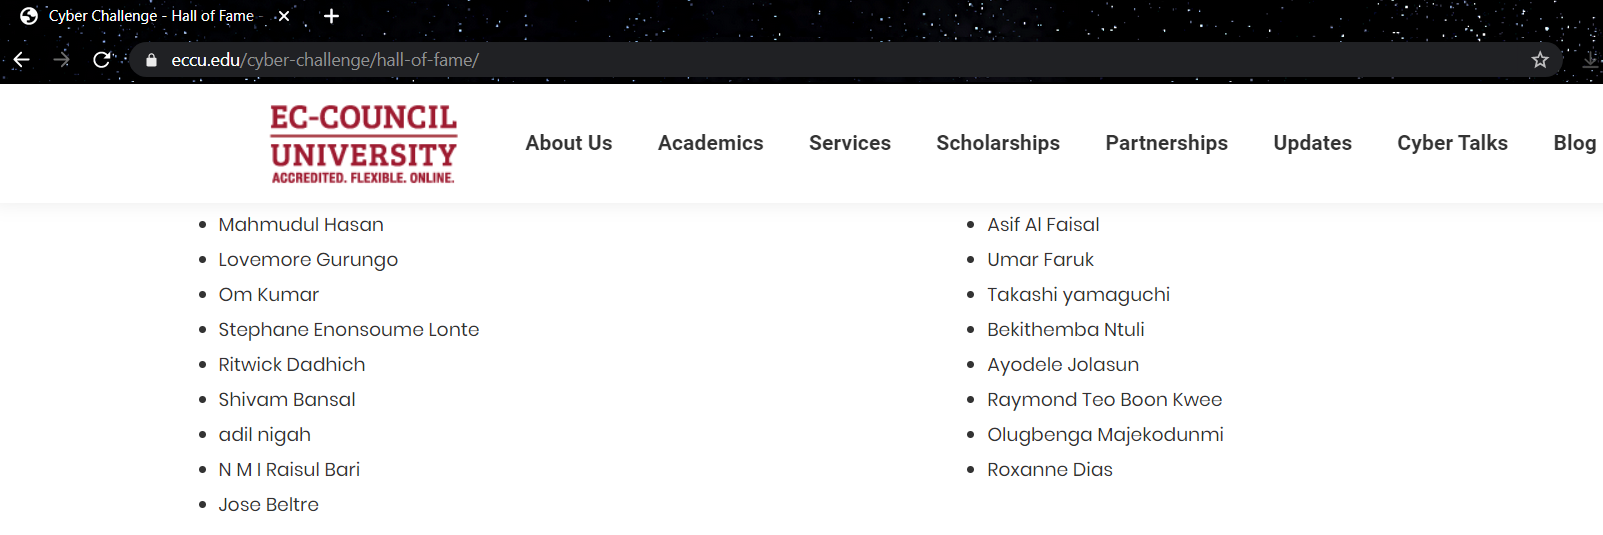 Cyber Challenge - Hall of Fame
eccu.edu/cyber-challenge/hall-of-fame/
EC-COUNCIL
UNIVERSITY
ACCREDITED. FLEXIBLE. ONLINE.
About Us Academics Services Scholarships Partnerships Updates Cyber Talks Blog
Mahmudul Hasan
Lovemore Gurungo
Om Kumar
Stephane Enonsoume Lonte
Ritwick Dadhich
Shivam Bansal
adil nigah
N M I Raisul Bari
Jose Beltre
Asif Al Faisal
Umar Faruk
Takashi yamaguchi
Bekithemba Ntuli
Ayodele Jolasun
Raymond Teo Boon Kwee
Olugbenga Majekodunmi
Roxanne Dias